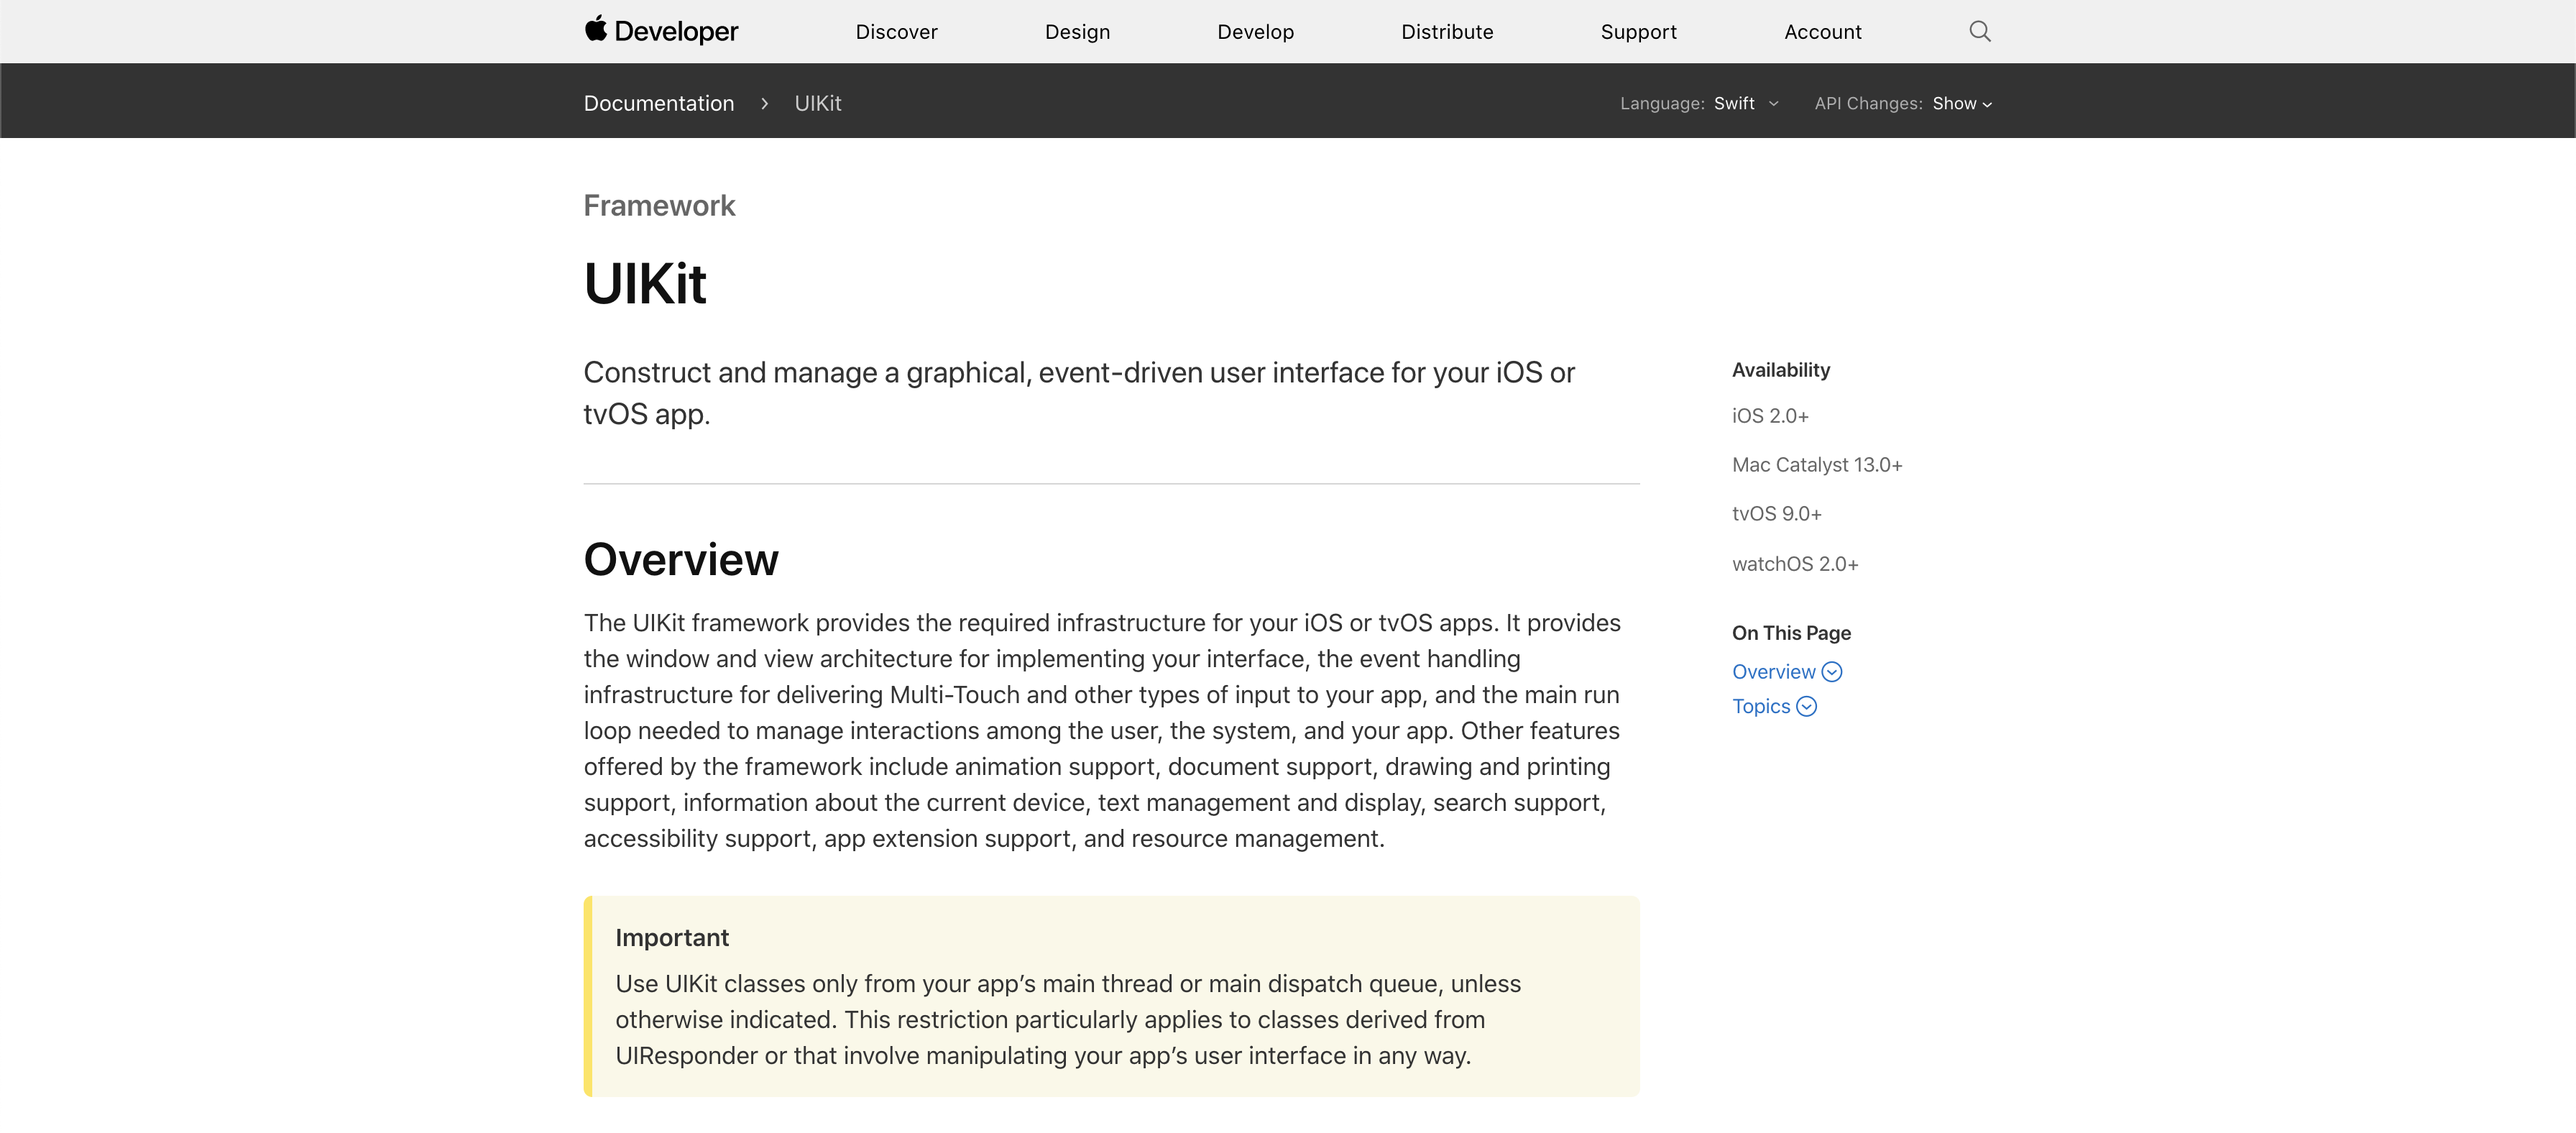 Developer
Discover
Design
Develop
Distribute
Support
Account
Documentation
UIKit
Language: Swift
API Changes: Show
Framework
UIKit
Construct and manage a graphical, event-driven user interface for your iOS or
tvOS app.
Overview
The UIKit framework provides the required infrastructure for your iOS or tvOS apps. It provides
the window and view architecture for implementing your interface, the event handling
infrastructure for delivering Multi-Touch and other types of input to your app, and the main run
loop needed to manage interactions among the user, the system, and your app. Other features
offered by the framework include animation support, document support, drawing and printing
support, information about the current device, text management and display, search support,
accessibility support, app extension support, and resource management.
Important
Use UIKit classes only from your app’s main thread or main dispatch queue, unless
otherwise indicated. This restriction particularly applies to classes derived from
UIResponder or that involve manipulating your app’s user interface in any way.
Availability
iOS 2.0+
Mac Catalyst 13.0+
tvOS 9.0+
watchOS 2.0+
On This Page
Overview
Topics